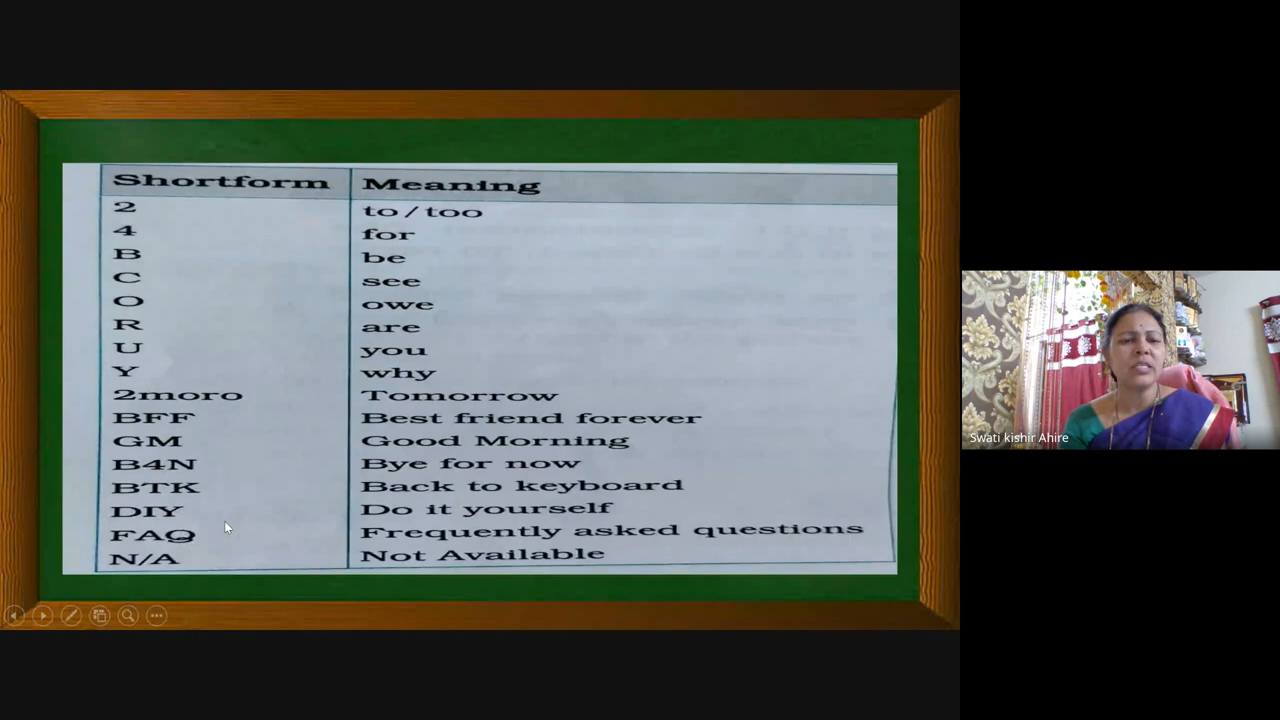 Shortform Meaning
2 to / too
4 for
B be
C see
O owe
R are
U you
Y why
2moro Tomorrow
BFF Best friend forever
GM Good Morning
B4N Bye for now
BTK Back to keyboard
DIY Do it yourself
FAQ Frequently asked questions
N/A Not Available
Swati kishir Ahire